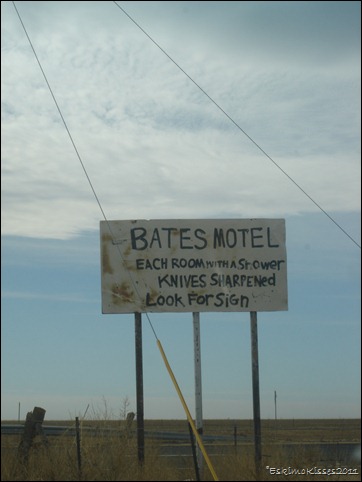 BATES MOTEL
EACH ROOM WITH A SHOWER
KNIVES SHARPENED
LOOK FOR SIGN
*EskimoKisses2011